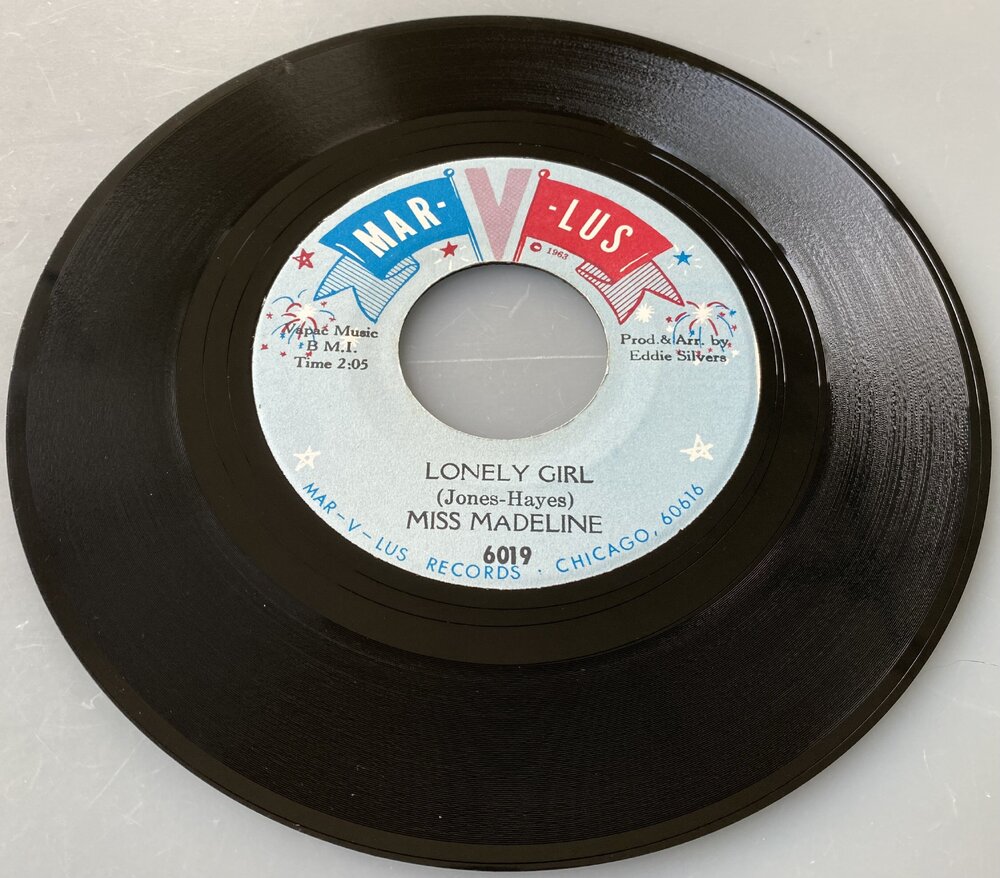 MAR-V-LUS
© 1963
Vapac Music
B M.I.
Time 2:05
Prod. & Arr. by
Eddie Silvers
LONELY GIRL
(Jones-Hayes)
MISS MADELINE
6019
MAR-V-LUS RECORDS · CHICAGO, 60616